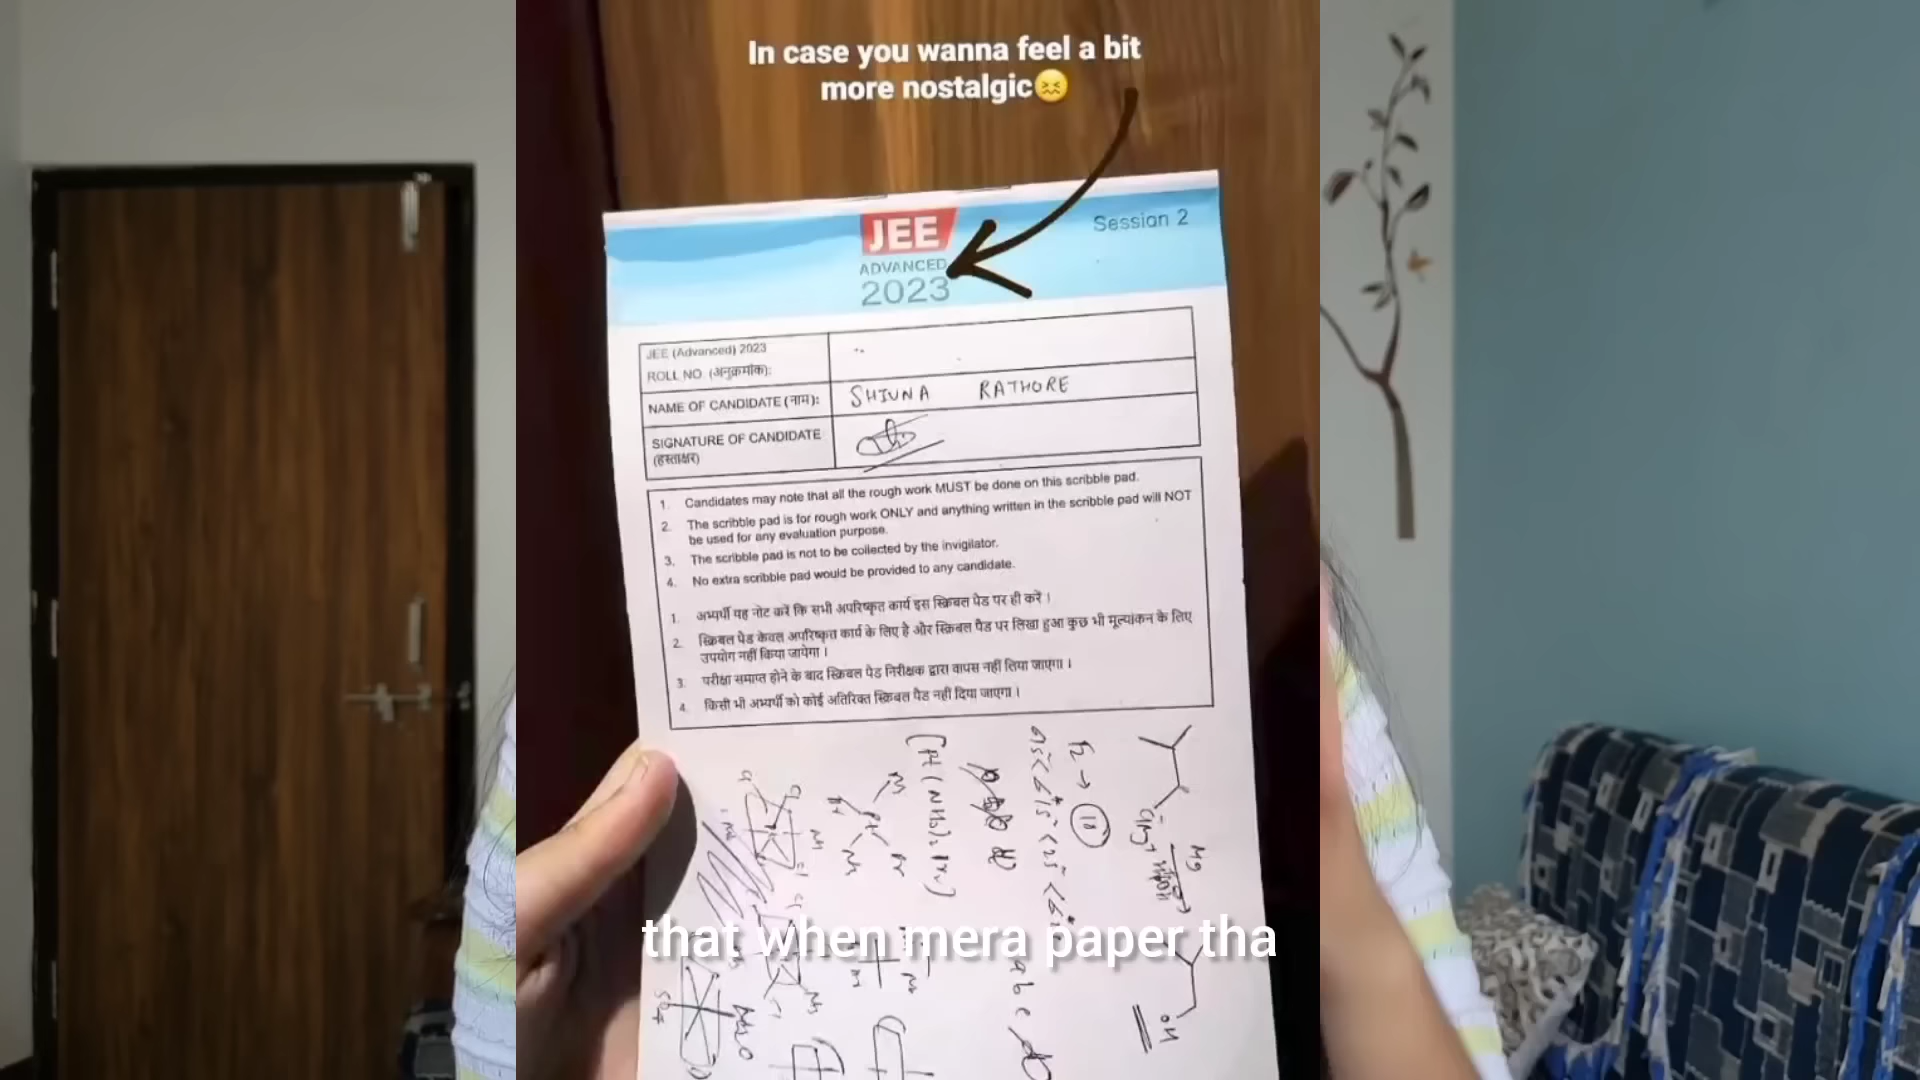 In case you wanna feel a bit
more nostalgic😖
JEE
ADVANCED
2023
Session 2
JEE (Advanced) 2023
ROLL NO. (अनुक्रमांक):
NAME OF CANDIDATE (नाम):
SHIVNA RATHORE
SIGNATURE OF CANDIDATE
(हस्ताक्षर)
1. Candidates may note that all the rough work MUST be done on this scribble pad.
2. The scribble pad is for rough work ONLY and anything written in the scribble pad will NOT
be used for any evaluation purpose.
3. The scribble pad is not to be collected by the invigilator.
4. No extra scribble pad would be provided to any candidate.
1. अभ्यर्थी यह नोट करें कि सभी अपरिष्कृत कार्य इस स्क्रिबल पैड पर ही करें ।
2. स्क्रिबल पैड केवल अपरिष्कृत कार्य के लिए है और स्क्रिबल पैड पर लिखा हुआ कुछ भी मूल्यांकन के लिए
उपयोग नहीं किया जायेगा ।
3. परीक्षा समाप्त होने के बाद स्क्रिबल पैड निरीक्षक द्वारा वापस नहीं लिया जाएगा ।
4. किसी भी अभ्यर्थी को कोई अतिरिक्त स्क्रिबल पैड नहीं दिया जाएगा ।
Mg
OH
that when mera paper tha